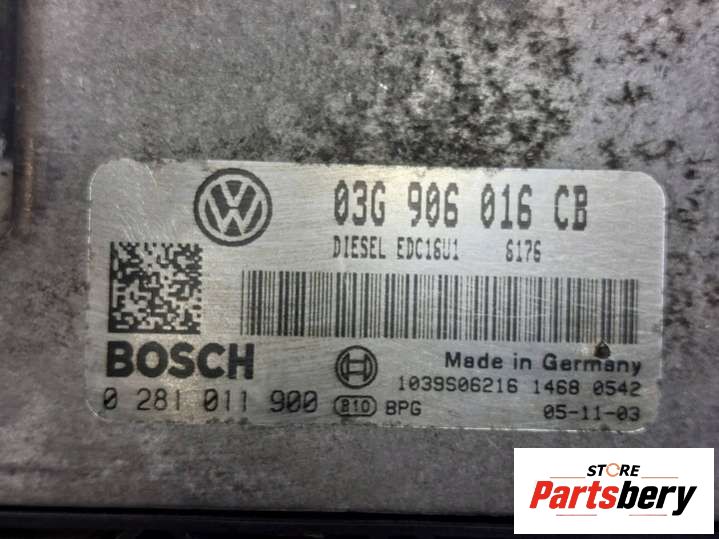 03G 906 016 CB
DIESEL EDC16U1 6176
BOSCH
Made in Germany
1039S06216 1468 0542
0 281 011 900 B10 BPG 05-11-03
STORE
Partsbery